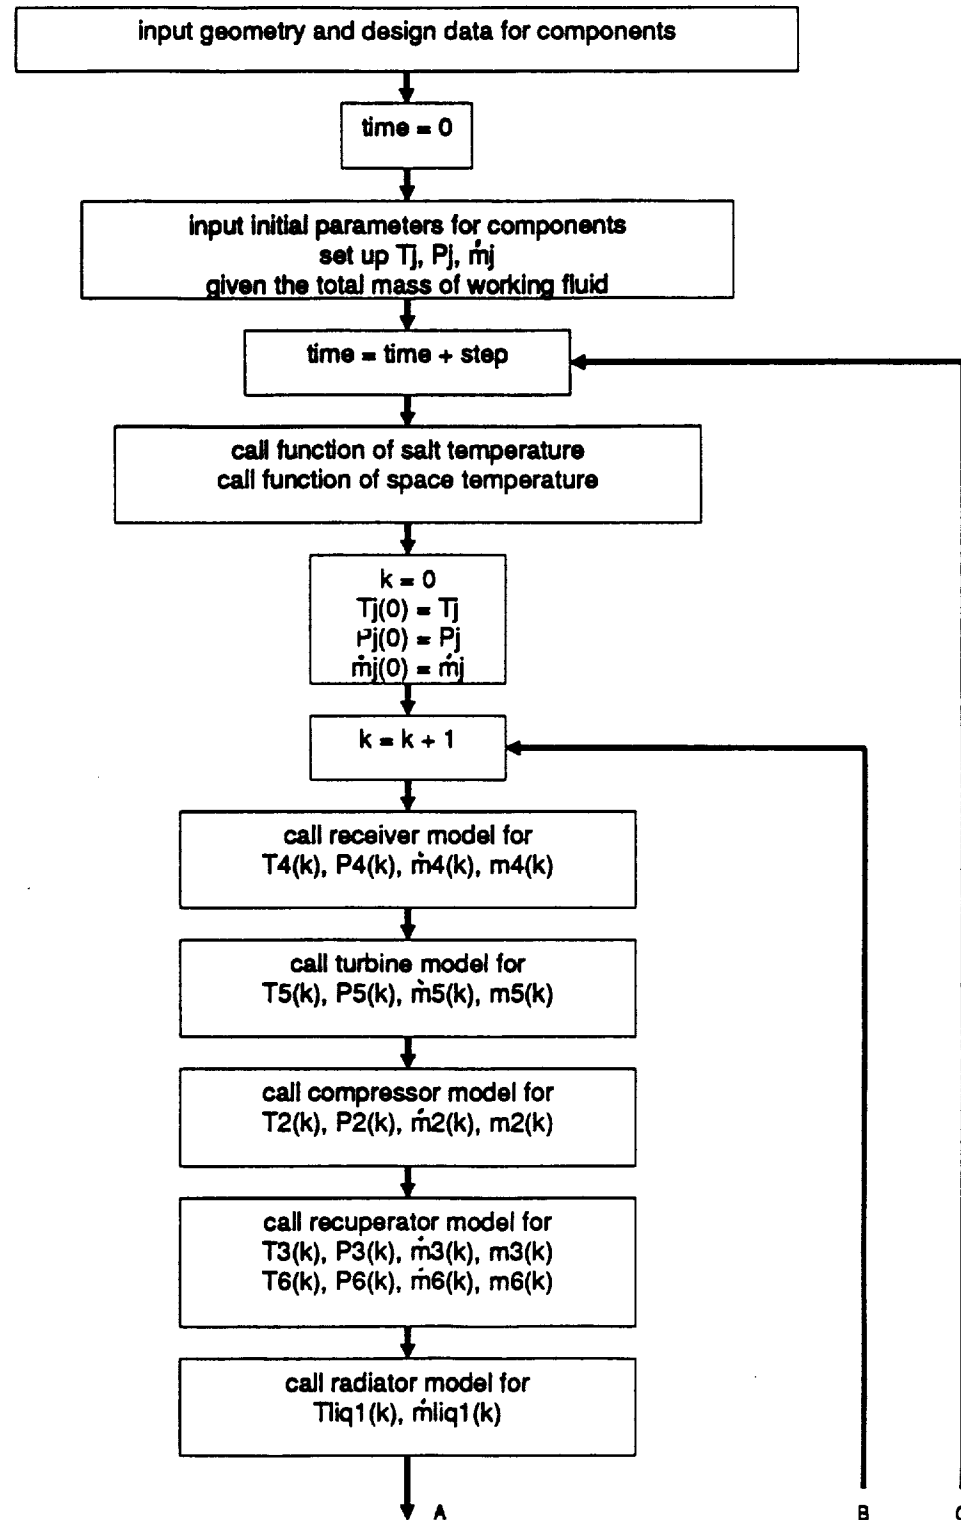 input geometry and design data for components
time = 0
input initial parameters for components
set up Tj, Pj, ṁj
given the total mass of working fluid
time = time + step
call function of salt temperature
call function of space temperature
k = 0
Tj(0) = Tj
Pj(0) = Pj
ṁj(0) = ṁj
k = k + 1
call receiver model for
T4(k), P4(k), ṁ4(k), m4(k)
call turbine model for
T5(k), P5(k), ṁ5(k), m5(k)
call compressor model for
T2(k), P2(k), ṁ2(k), m2(k)
call recuperator model for
T3(k), P3(k), ṁ3(k), m3(k)
T6(k), P6(k), ṁ6(k), m6(k)
call radiator model for
Tliq1(k), ṁliq1(k)
A
B
C